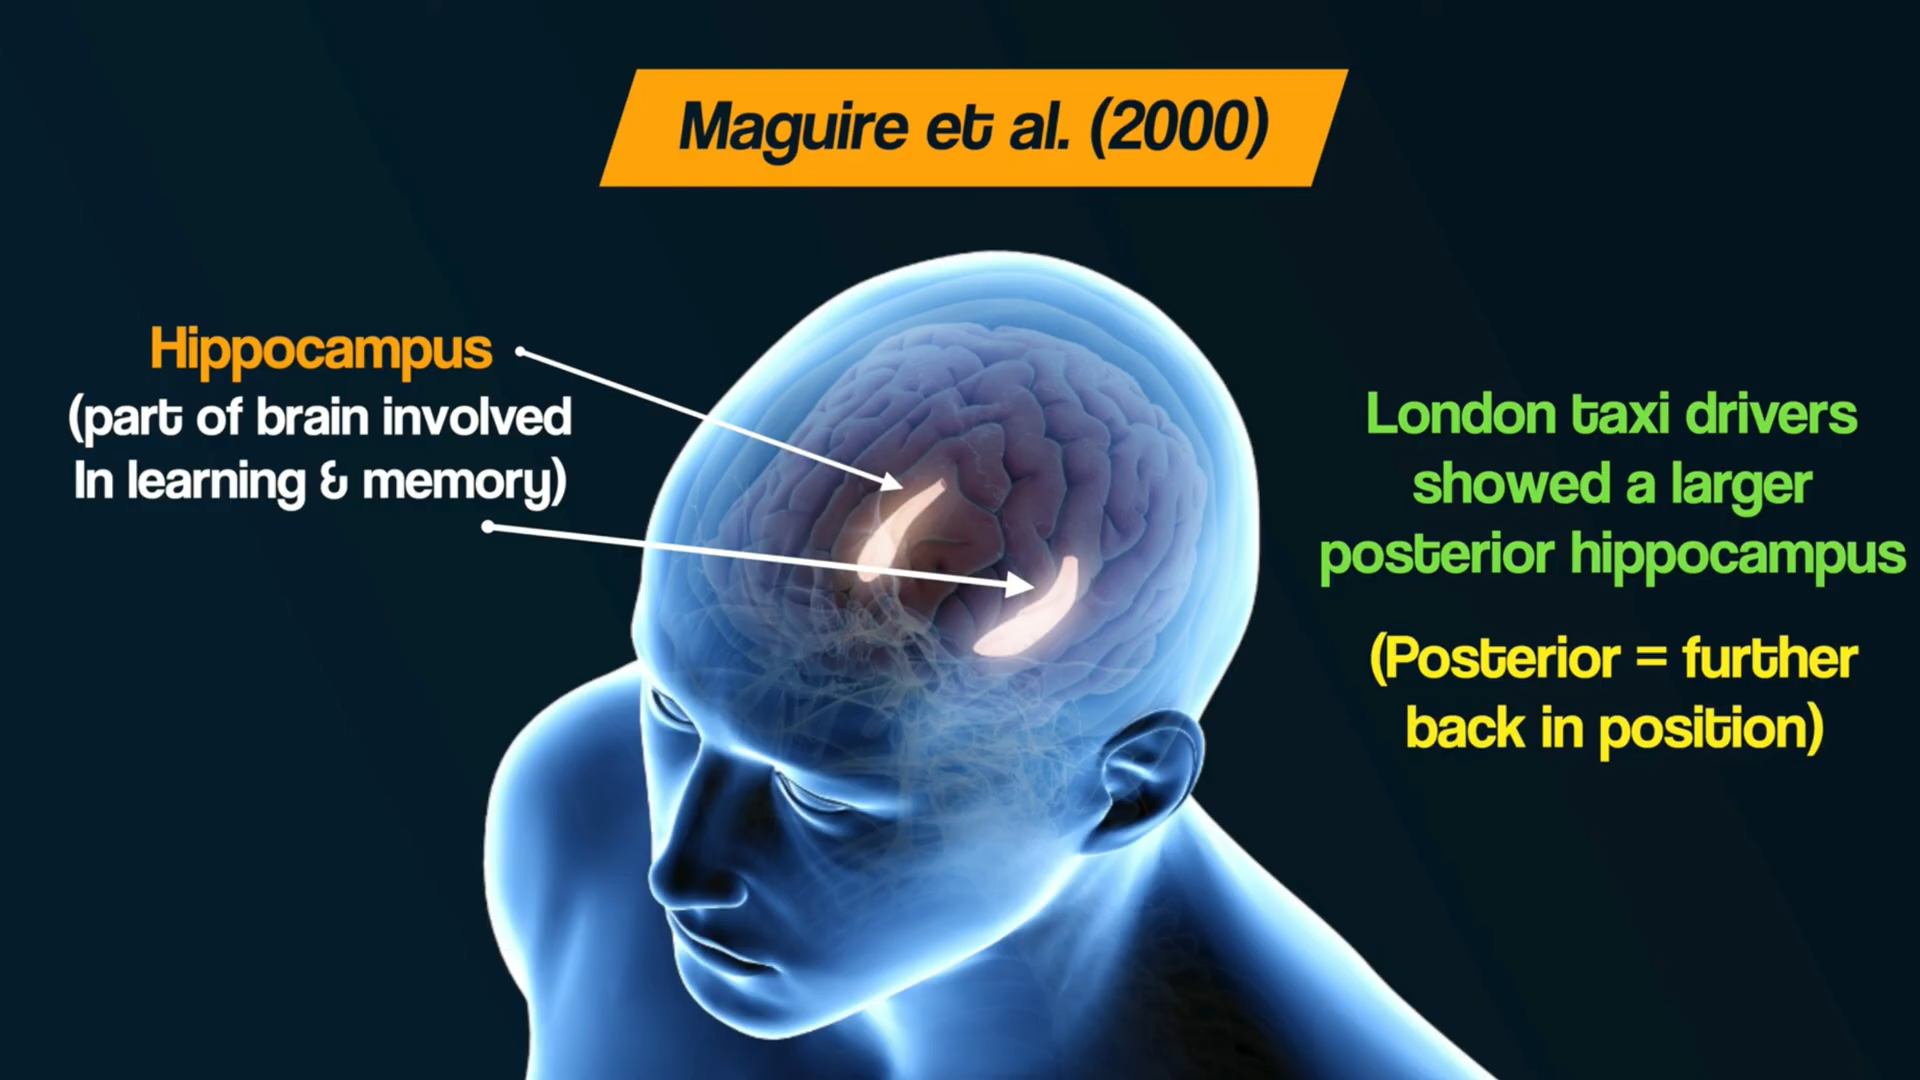 Maguire et al. (2000)
Hippocampus
(part of brain involved
In learning & memory)
London taxi drivers
showed a larger
posterior hippocampus
(Posterior = further
back in position)